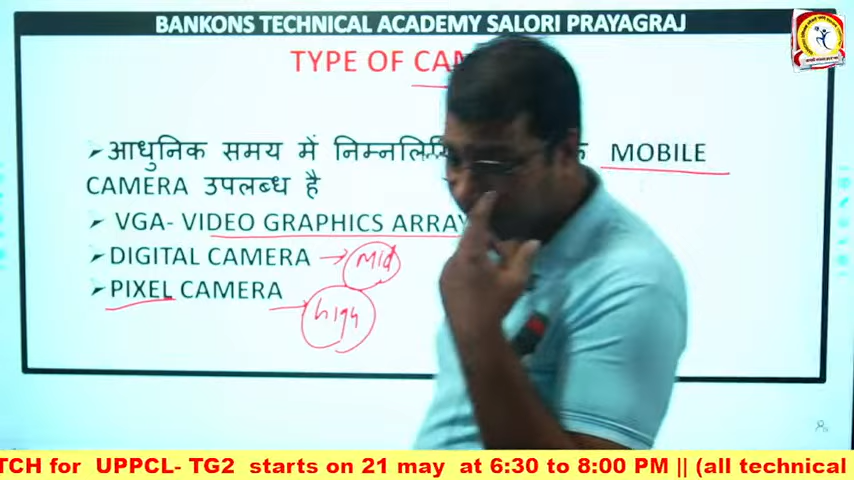 BANKONS TECHNICAL ACADEMY SALORI PRAYAGRAJ
TYPE OF
आधुनिक समय में MOBILE
CAMERA उपलब्ध है
VGA- VIDEO GRAPHICS ARRAY
DIGITAL CAMERA → mid
PIXEL CAMERA
high
TCH for UPPCL- TG2 starts on 21 may at 6:30 to 8:00 PM || (all technical